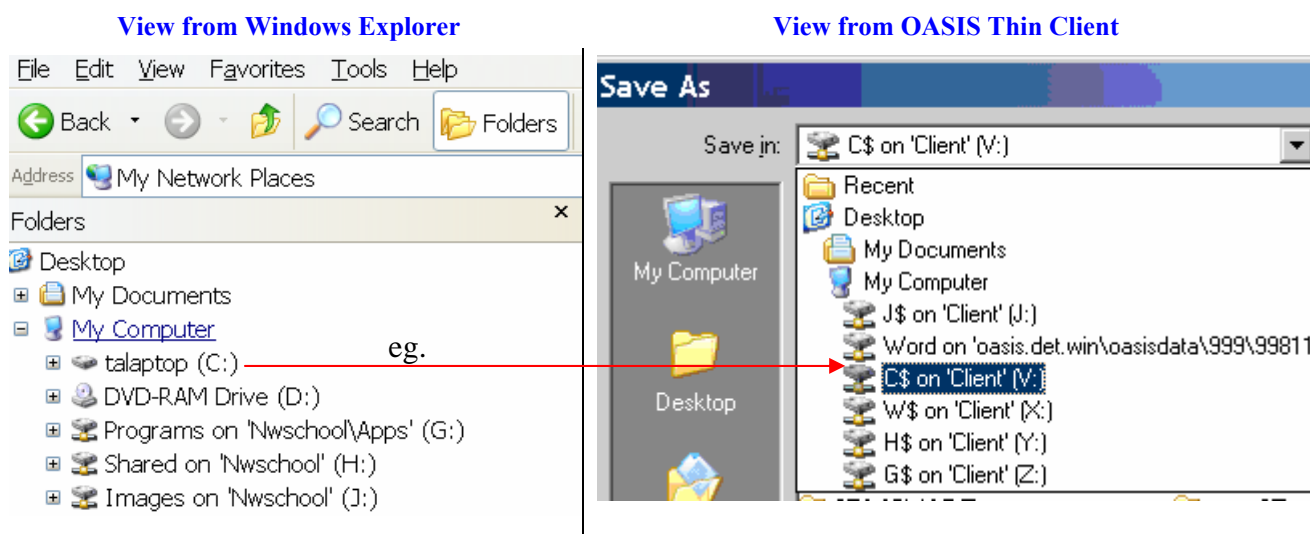 View from Windows Explorer
File Edit View Favorites Tools Help
Back Search Folders
Address My Network Places
Folders ×
Desktop
My Documents
My Computer
talaptop (C:)
DVD-RAM Drive (D:)
Programs on 'Nwschool\Apps' (G:)
Shared on 'Nwschool' (H:)
Images on 'Nwschool' (J:)
eg.
View from OASIS Thin Client
Save As
Save in: C$ on 'Client' (V:)
Recent
Desktop
My Documents
My Computer
J$ on 'Client' (J:)
Word on 'oasis.det.win\oasisdata\999\99811
C$ on 'Client' (V:)
W$ on 'Client' (X:)
H$ on 'Client' (Y:)
G$ on 'Client' (Z:)
My Computer
Desktop